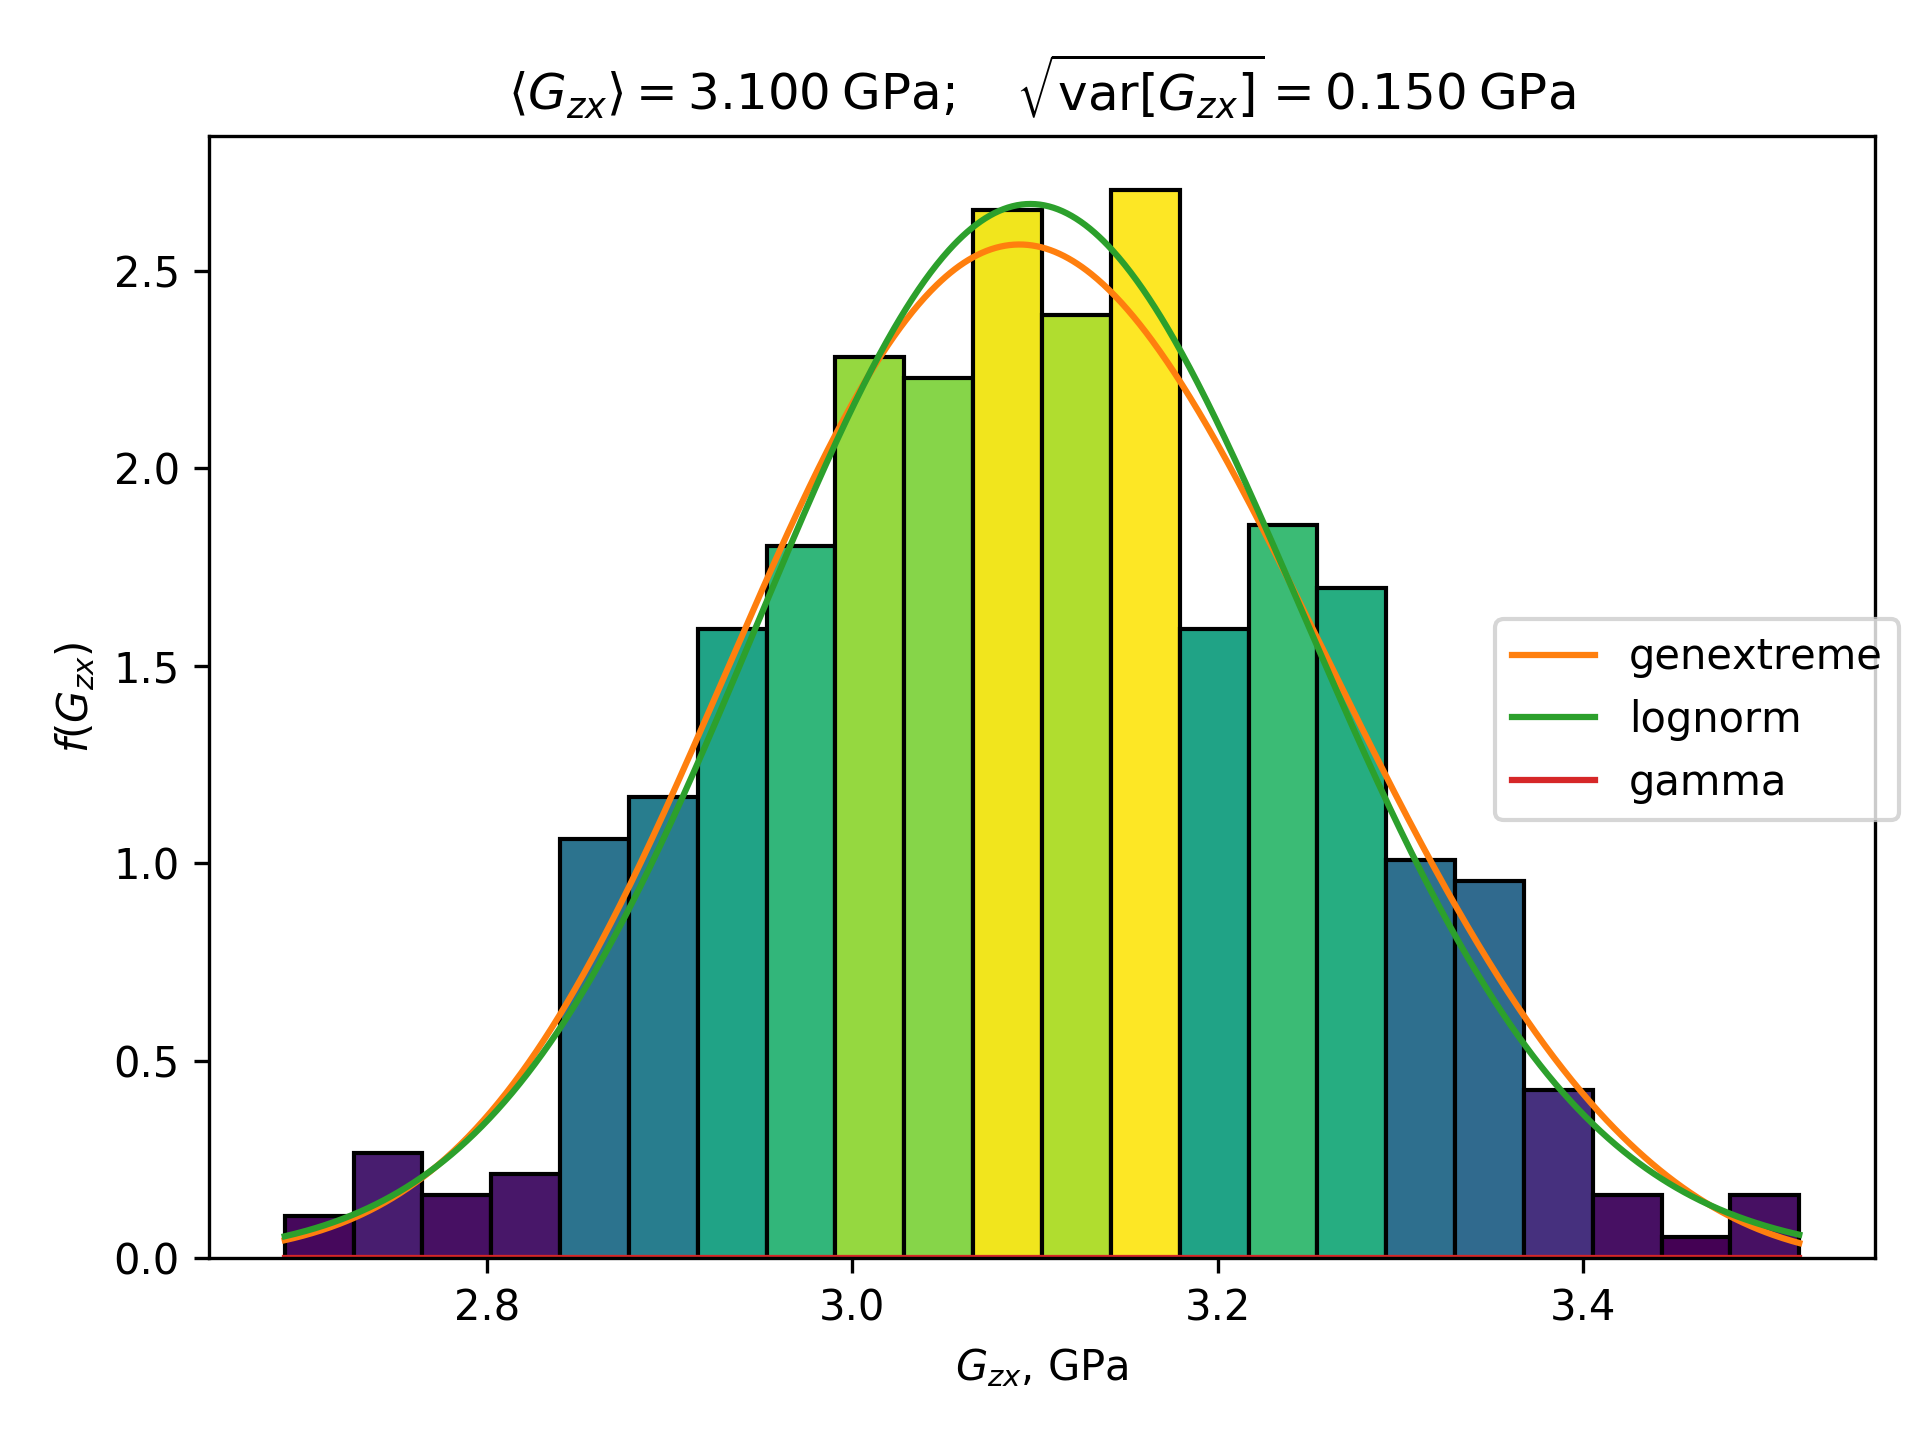 ⟨G_zx⟩ = 3.100 GPa; √var[G_zx] = 0.150 GPa
f(G_zx)
2.5
2.0
1.5
1.0
0.5
0.0
genextreme
lognorm
gamma
2.8 3.0 3.2 3.4
G_zx, GPa